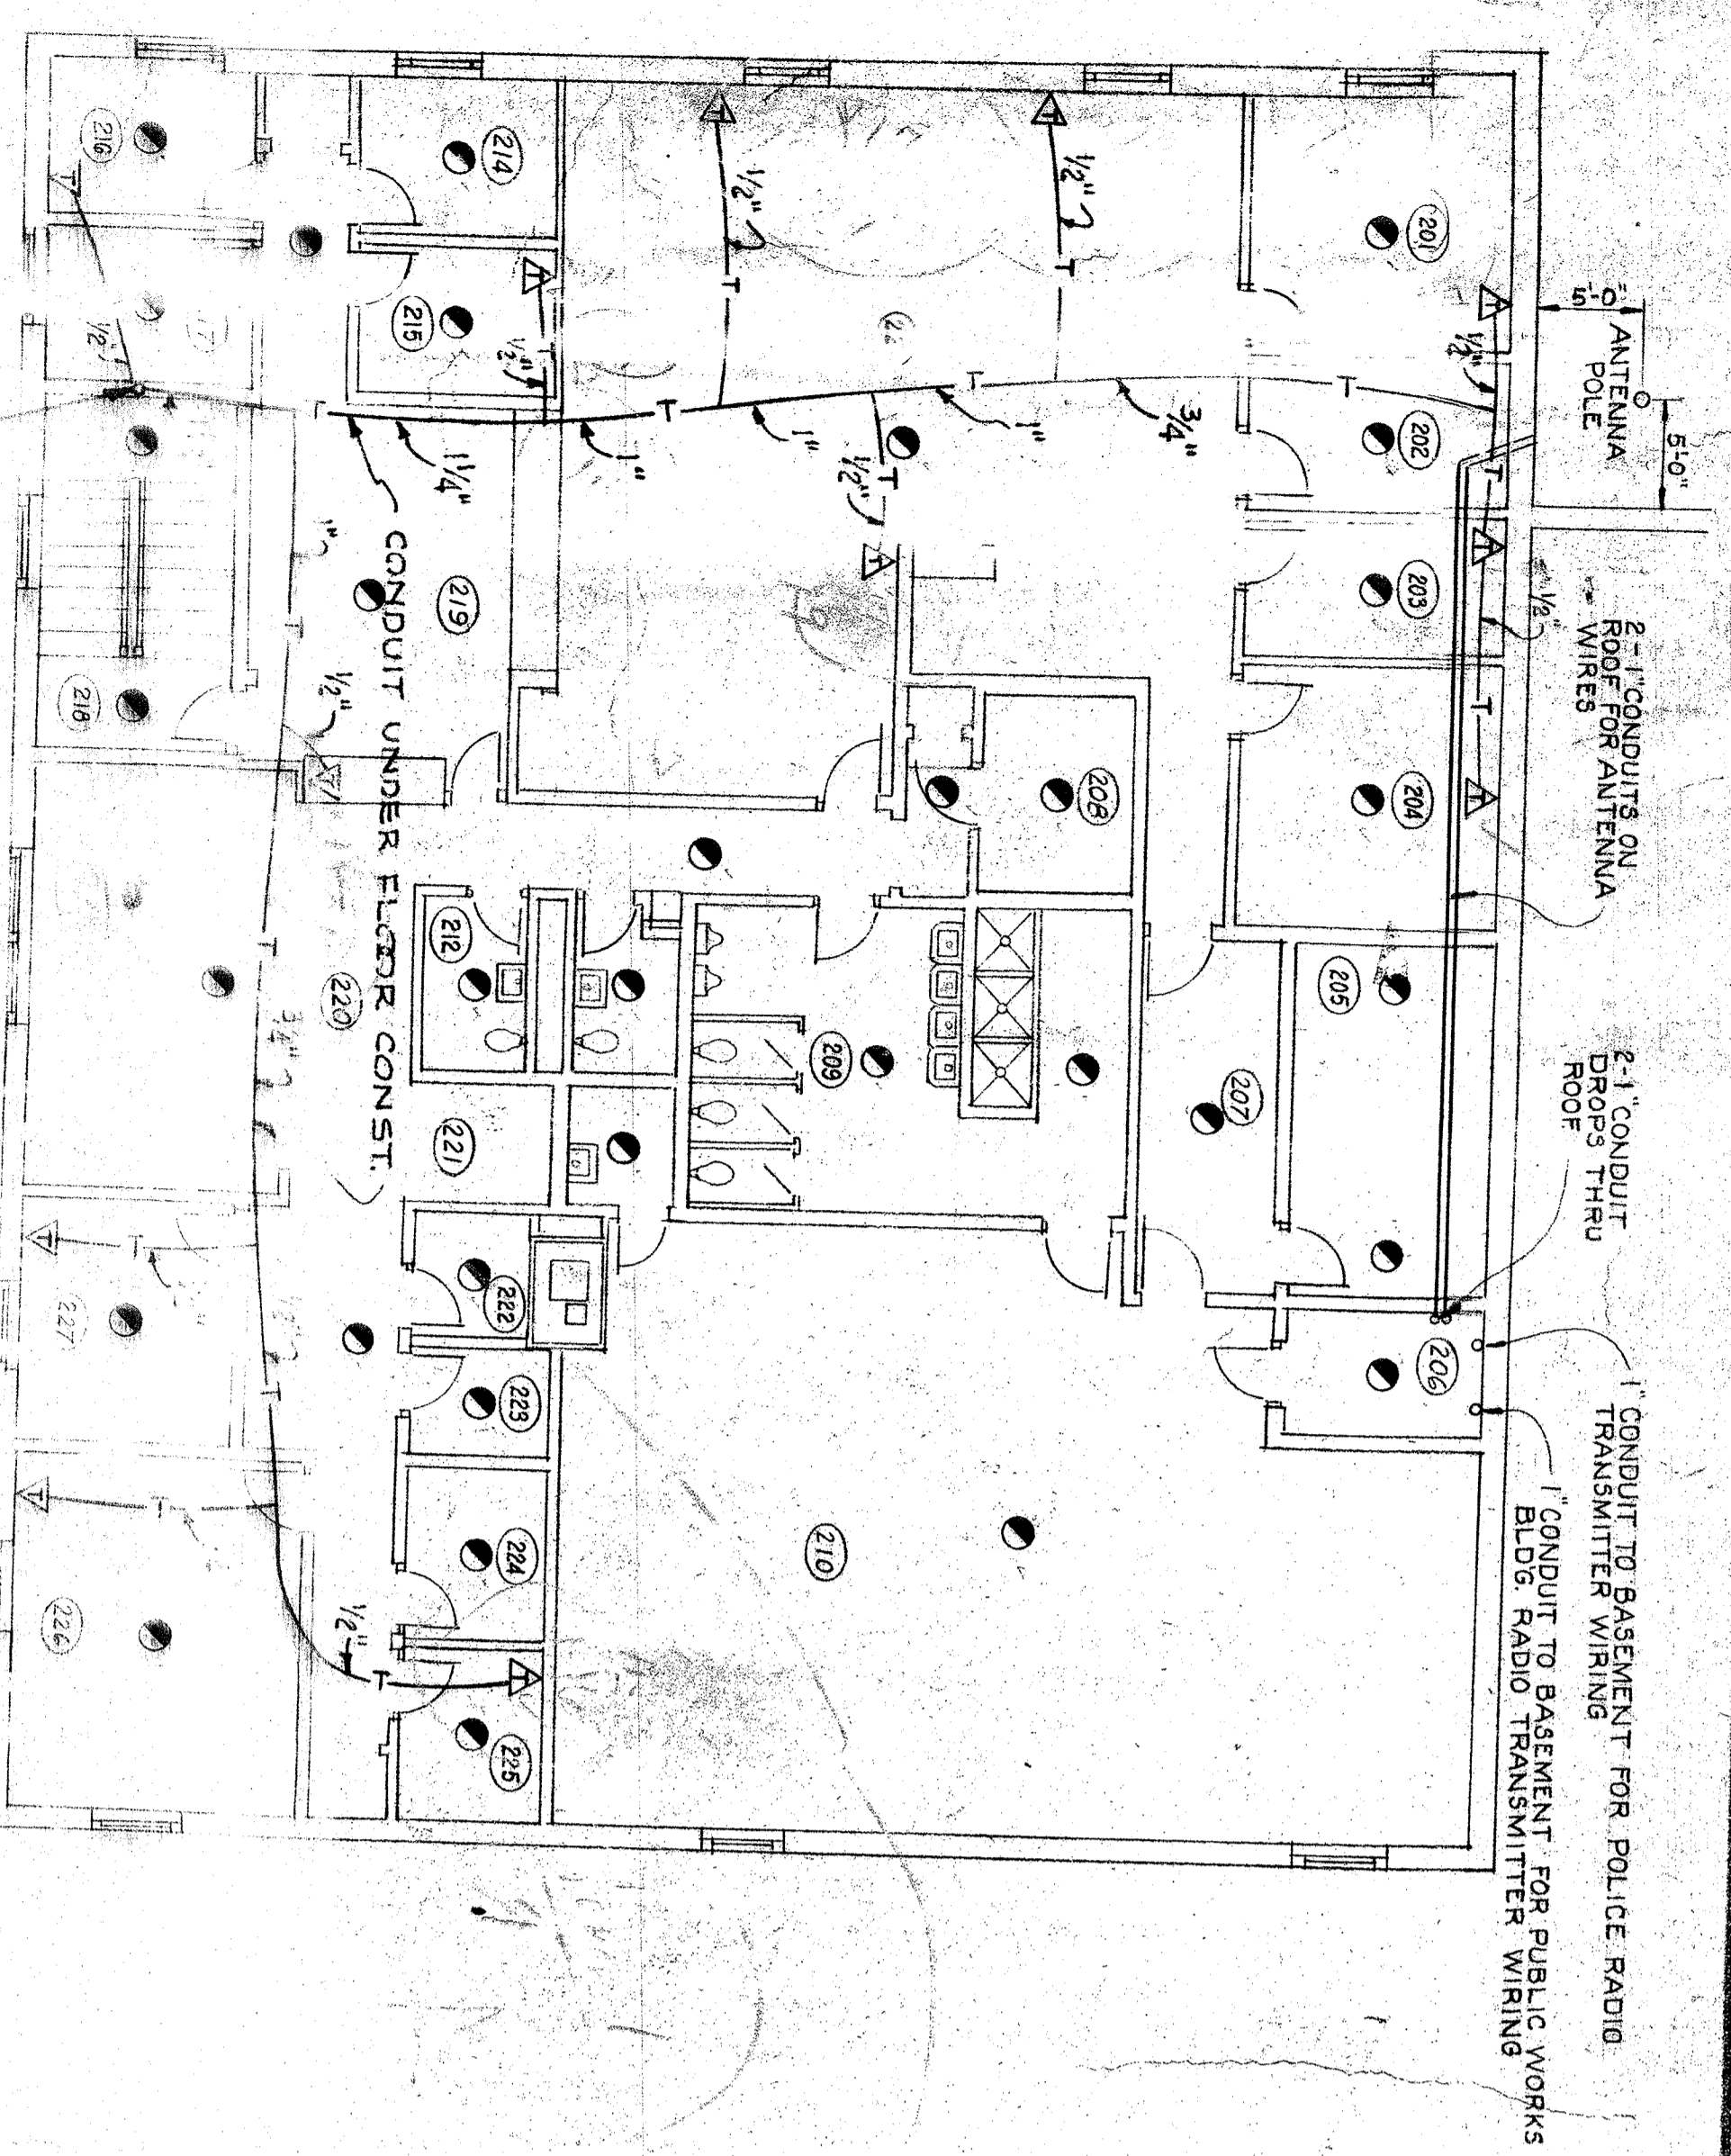 5'-0"
5'-0"
ANTENNA
POLE
2-1" CONDUITS ON
ROOF FOR ANTENNA
WIRES
2-1" CONDUIT
DROPS THRU
ROOF
1" CONDUIT TO BASEMENT FOR POLICE RADIO
TRANSMITTER WIRING
1" CONDUIT TO BASEMENT FOR PUBLIC WORKS
BLDG. RADIO TRANSMITTER WIRING
1/2"
1/2"
T
T
T
T
T
201
202
203
204
205
206
207
208
209
210
T
3/4"
T
1"
1"
T
1/2"
T
T
1/2"
T
T
1/2"
T
T
1"
1 1/4"
T
T
1/2"
214
215
216
T
1/2"
T
CONDUIT UNDER FLOOR CONST.
219
218
1/2"
T
212
220
221
T
3/4"
222
223
224
225
T
T
1/2"
T
227
T
T
226
T
T